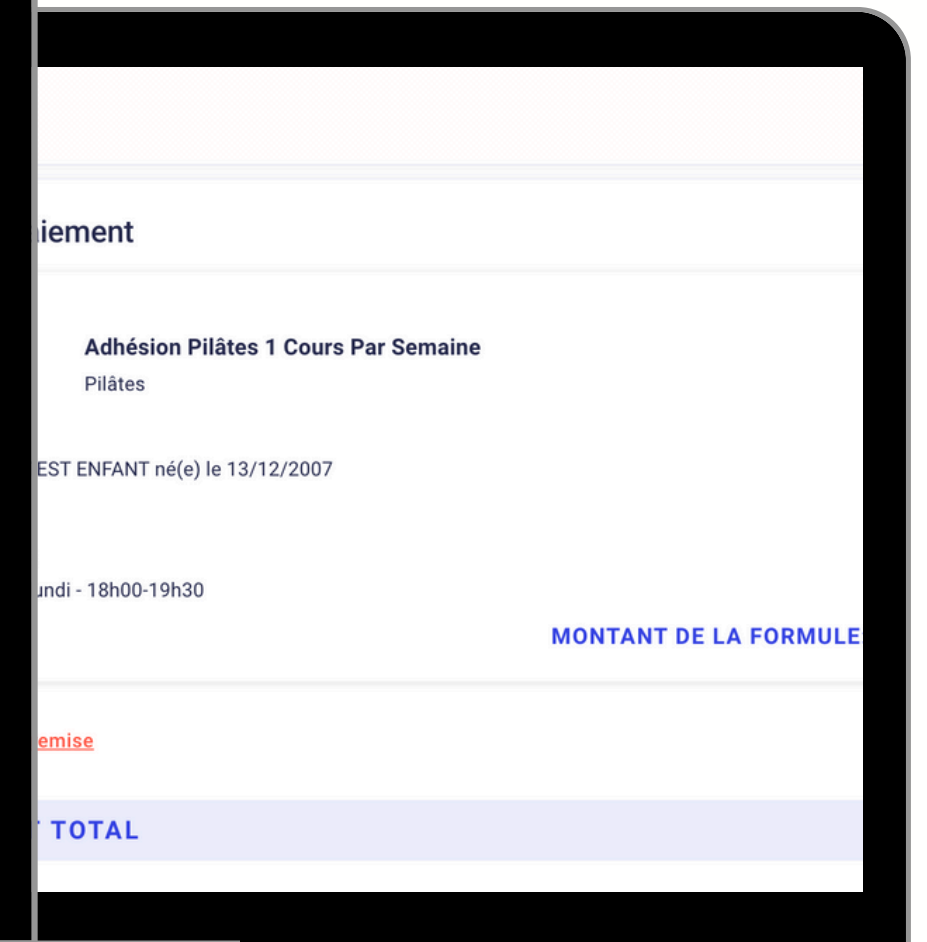 iement
Adhésion Pilâtes 1 Cours Par Semaine
Pilâtes
EST ENFANT né(e) le 13/12/2007
undi - 18h00-19h30
MONTANT DE LA FORMULE
emise
TOTAL